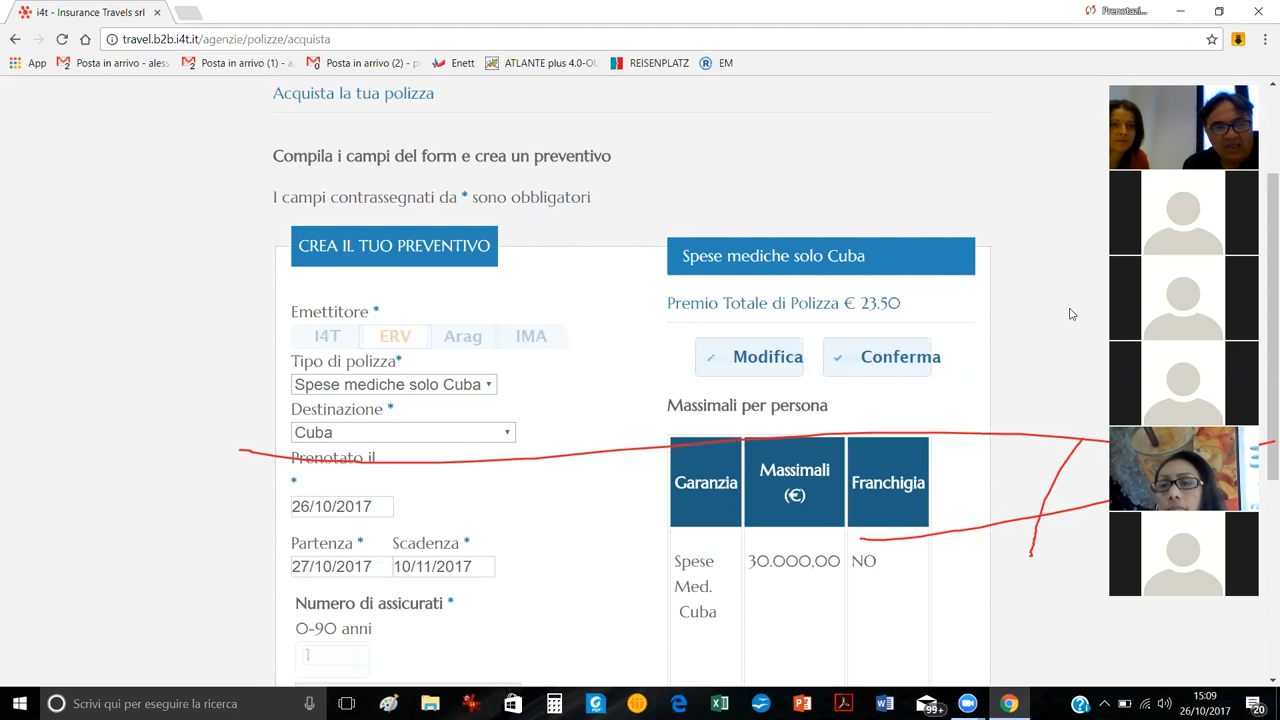 i4t - Insurance Travels srl
Prenotazi...
travel.b2b.i4t.it/agenzie/polizze/acquista
App Posta in arrivo - aless Posta in arrivo (1) - a Posta in arrivo (2) - p Enett ATLANTE plus 4.0-OU REISENPLATZ EM
Acquista la tua polizza
Compila i campi del form e crea un preventivo
I campi contrassegnati da * sono obbligatori
CREA IL TUO PREVENTIVO
Emettitore *
I4T ERV Arag IMA
Tipo di polizza*
Spese mediche solo Cuba
Destinazione *
Cuba
Prenotato il
*
26/10/2017
Partenza * Scadenza *
27/10/2017 10/11/2017
Numero di assicurati *
0-90 anni
1
Spese mediche solo Cuba
Premio Totale di Polizza € 23.50
Modifica Conferma
Massimali per persona
Garanzia Massimali (€) Franchigia
Spese Med. Cuba 30.000,00 NO
Scrivi qui per eseguire la ricerca
99+
15:09
26/10/2017
20